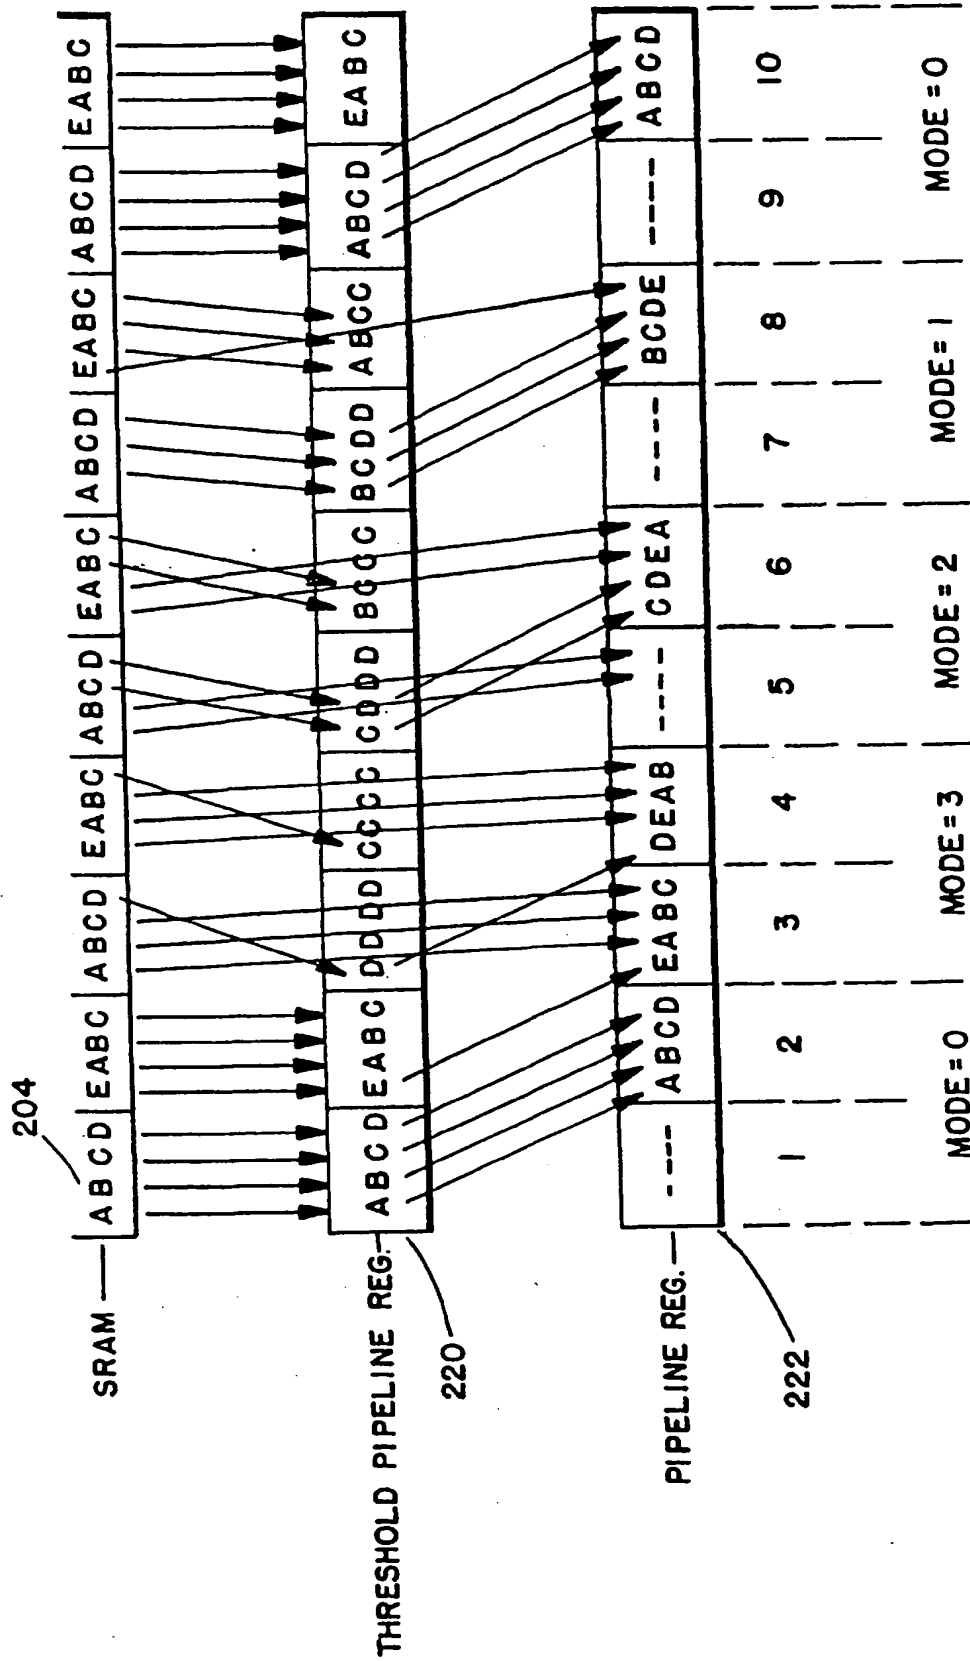 204
SRAM
ABCD EABC ABCD EABC ABCD EABC ABCD EABC ABCD EABC
THRESHOLD PIPELINE REG.
ABCD EABC DDDD CCCC CDDD BCCC BCDD ABCC ABCD EABC
220
PIPELINE REG.
---- ABCD EABC DEAB ---- CDEA ---- BCDE ---- ABCD
222
1 2 3 4 5 6 7 8 9 10
MODE=0 MODE=3 MODE=2 MODE=1 MODE=0